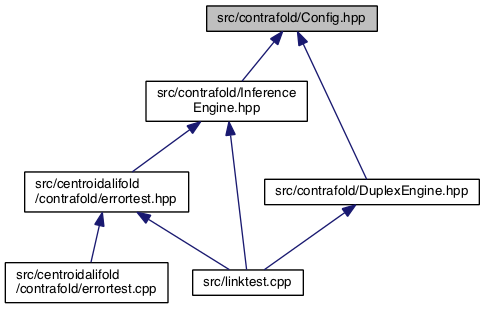 src/contrafold/Config.hpp
src/contrafold/Inference
Engine.hpp
src/centroidalifold
/contrafold/errortest.hpp
src/contrafold/DuplexEngine.hpp
src/centroidalifold
/contrafold/errortest.cpp
src/linktest.cpp